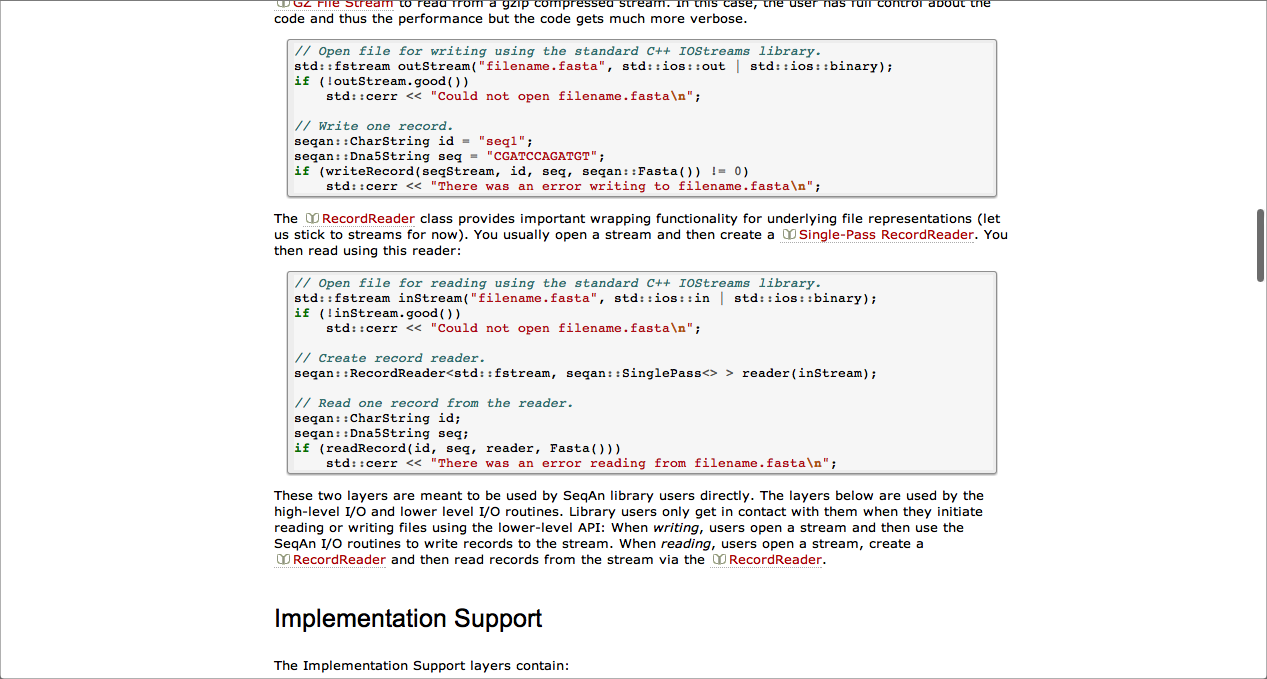 GZ File Stream to read from a gzip compressed stream. In this case, the user has full control about the
code and thus the performance but the code gets much more verbose.
// Open file for writing using the standard C++ IOStreams library.
std::fstream outStream("filename.fasta", std::ios::out | std::ios::binary);
if (!outStream.good())
    std::cerr << "Could not open filename.fasta\n";
// Write one record.
seqan::CharString id = "seq1";
seqan::Dna5String seq = "CGATCCAGATGT";
if (writeRecord(seqStream, id, seq, seqan::Fasta()) != 0)
    std::cerr << "There was an error writing to filename.fasta\n";
The RecordReader class provides important wrapping functionality for underlying file representations (let
us stick to streams for now). You usually open a stream and then create a Single-Pass RecordReader. You
then read using this reader:
// Open file for reading using the standard C++ IOStreams library.
std::fstream inStream("filename.fasta", std::ios::in | std::ios::binary);
if (!inStream.good())
    std::cerr << "Could not open filename.fasta\n";
// Create record reader.
seqan::RecordReader<std::fstream, seqan::SinglePass<> > reader(inStream);
// Read one record from the reader.
seqan::CharString id;
seqan::Dna5String seq;
if (readRecord(id, seq, reader, Fasta()))
    std::cerr << "There was an error reading from filename.fasta\n";
These two layers are meant to be used by SeqAn library users directly. The layers below are used by the
high-level I/O and lower level I/O routines. Library users only get in contact with them when they initiate
reading or writing files using the lower-level API: When writing, users open a stream and then use the
SeqAn I/O routines to write records to the stream. When reading, users open a stream, create a
RecordReader and then read records from the stream via the RecordReader.
Implementation Support
The Implementation Support layers contain: